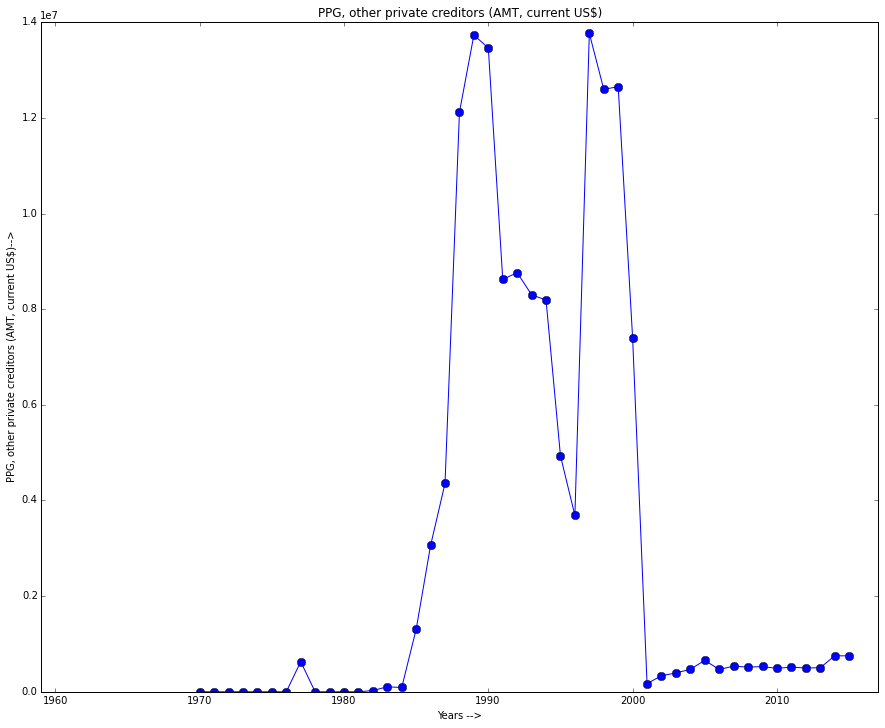 PPG, other private creditors (AMT, current US$)
1e7
1.4
1.2
1.0
0.8
0.6
0.4
0.2
0.0
PPG, other private creditors (AMT, current US$)-->
1960 1970 1980 1990 2000 2010
Years -->